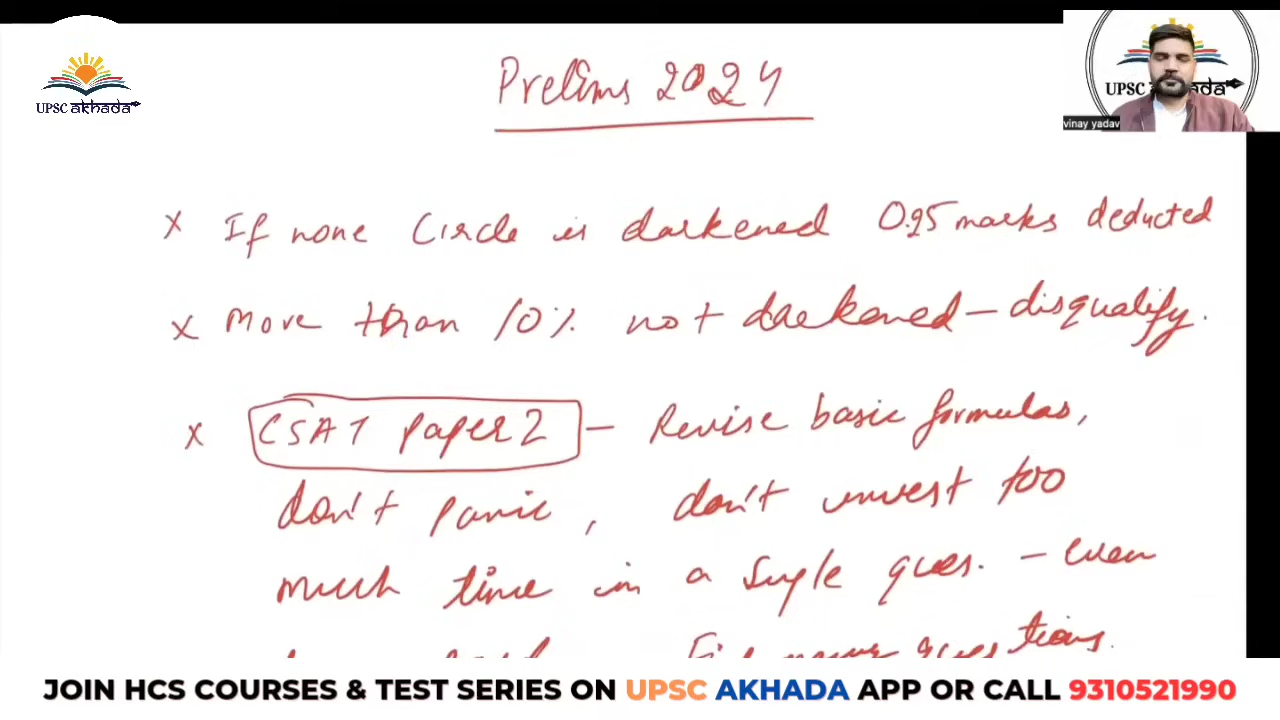 Prelims 2024
UPSC akhada
UPSC
vinay yadav
x If none Circle is darkened 0.25 marks deducted
x More than 10% not darkened - disqualify.
x CSAT Paper 2 - Revise basic formulas,
don't panic, don't invest too
much time in a single ques. - even
questions.
JOIN HCS COURSES & TEST SERIES ON UPSC AKHADA APP OR CALL 9310521990